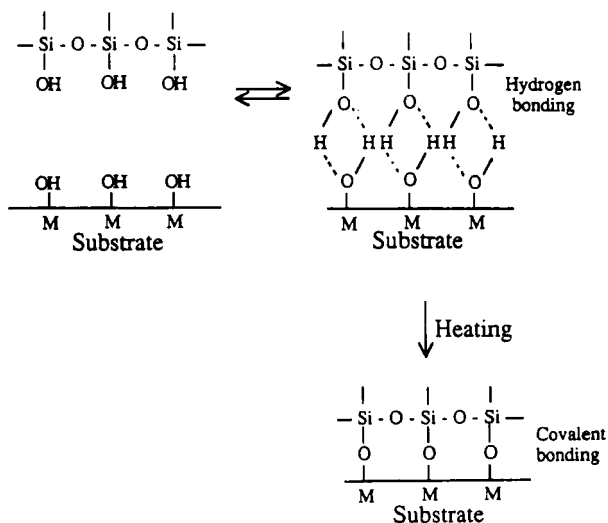 — Si - O - Si - O - Si —
OH OH OH
OH OH OH
M M M
Substrate
— Si - O - Si - O - Si —
Hydrogen
bonding
O O O
H H H H H H
O O O
M M M
Substrate
Heating
— Si - O - Si - O - Si —
Covalent
bonding
O O O
M M M
Substrate